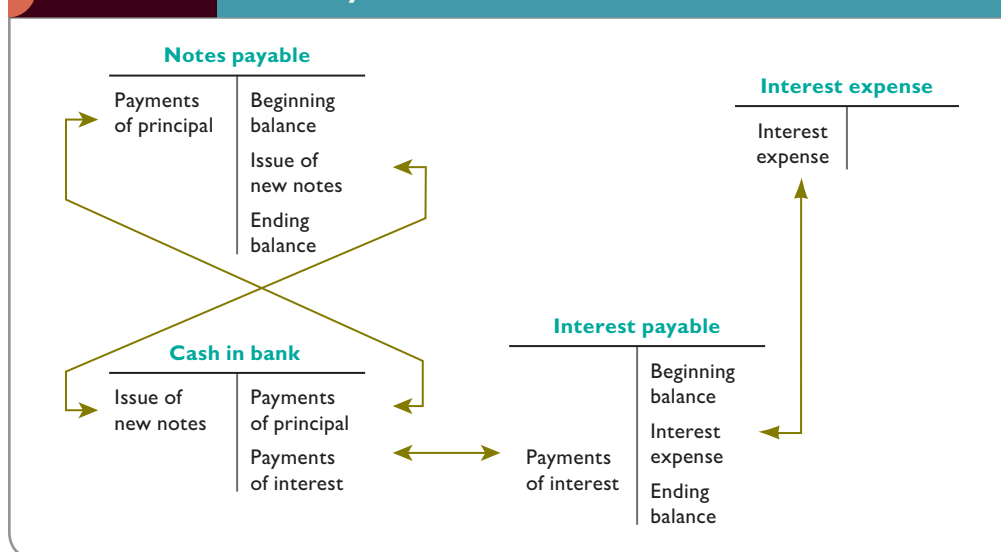 Notes payable
Payments
of principal
Beginning
balance
Issue of
new notes
Ending
balance
Interest expense
Interest
expense
Cash in bank
Issue of
new notes
Payments
of principal
Payments
of interest
Interest payable
Payments
of interest
Beginning
balance
Interest
expense
Ending
balance